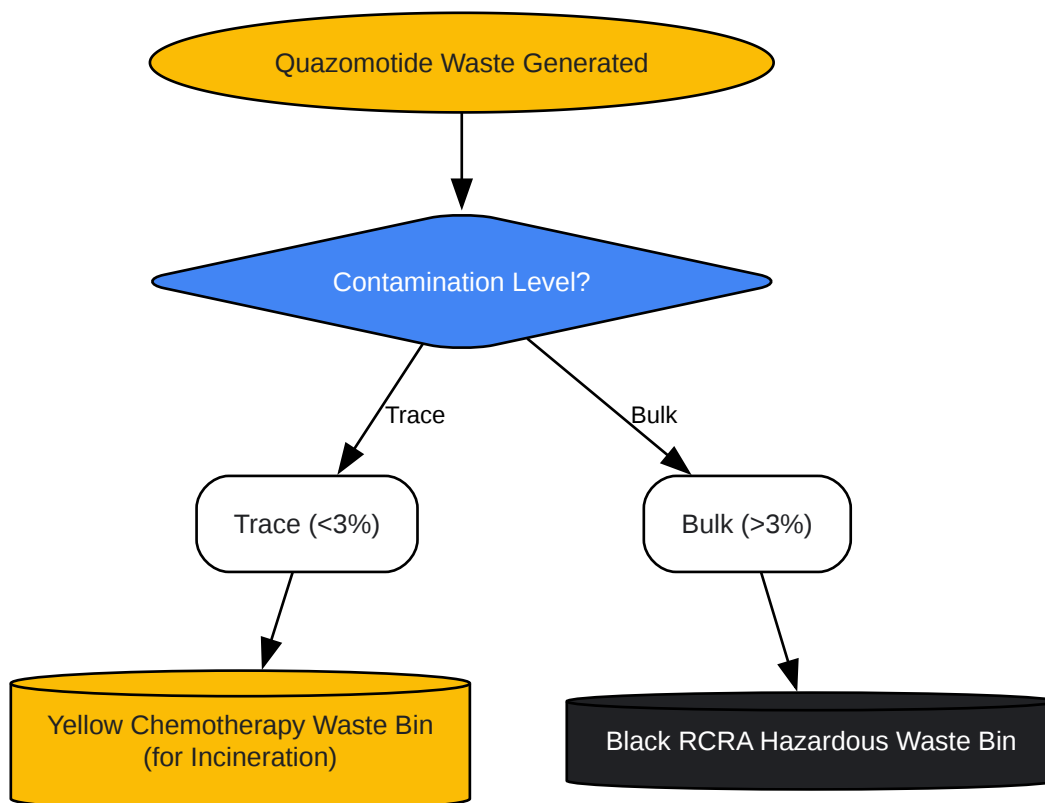 Quazomotide Waste Generated
Contamination Level?
Trace
Bulk
Trace (<3%)
Bulk (>3%)
Yellow Chemotherapy Waste Bin
(for Incineration)
Black RCRA Hazardous Waste Bin